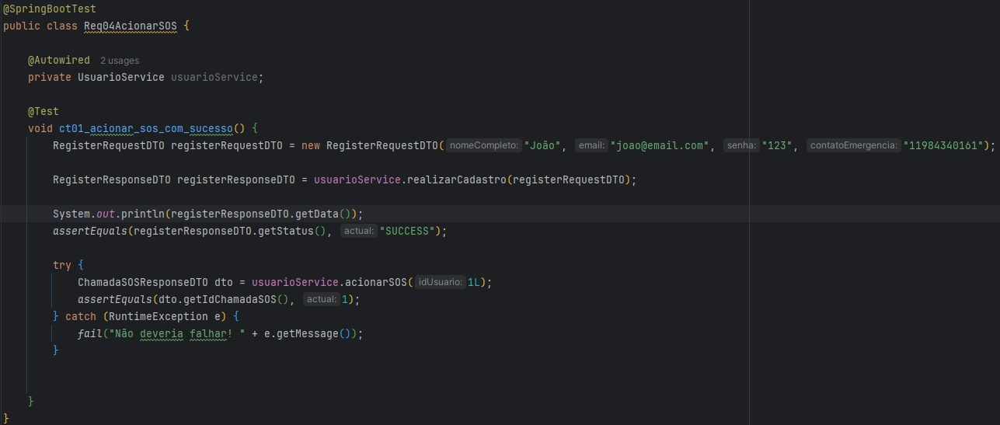 @SpringBootTest
public class Req04AcionarSOS {
@Autowired 2 usages
private UsuarioService usuarioService;
@Test
void ct01_acionar_sos_com_sucesso() {
RegisterRequestDTO registerRequestDTO = new RegisterRequestDTO( nomeCompleto: "João", email: "joao@email.com", senha: "123", contatoEmergencia: "11984340161");
RegisterResponseDTO registerResponseDTO = usuarioService.realizarCadastro(registerRequestDTO);
System.out.println(registerResponseDTO.getData());
assertEquals(registerResponseDTO.getStatus(), actual: "SUCCESS");
try {
ChamadaSOSResponseDTO dto = usuarioService.acionarSOS( idUsuario: 1L);
assertEquals(dto.getIdChamadaSOS(), actual: 1);
} catch (RuntimeException e) {
fail("Não deveria falhar! " + e.getMessage());
}
}
}